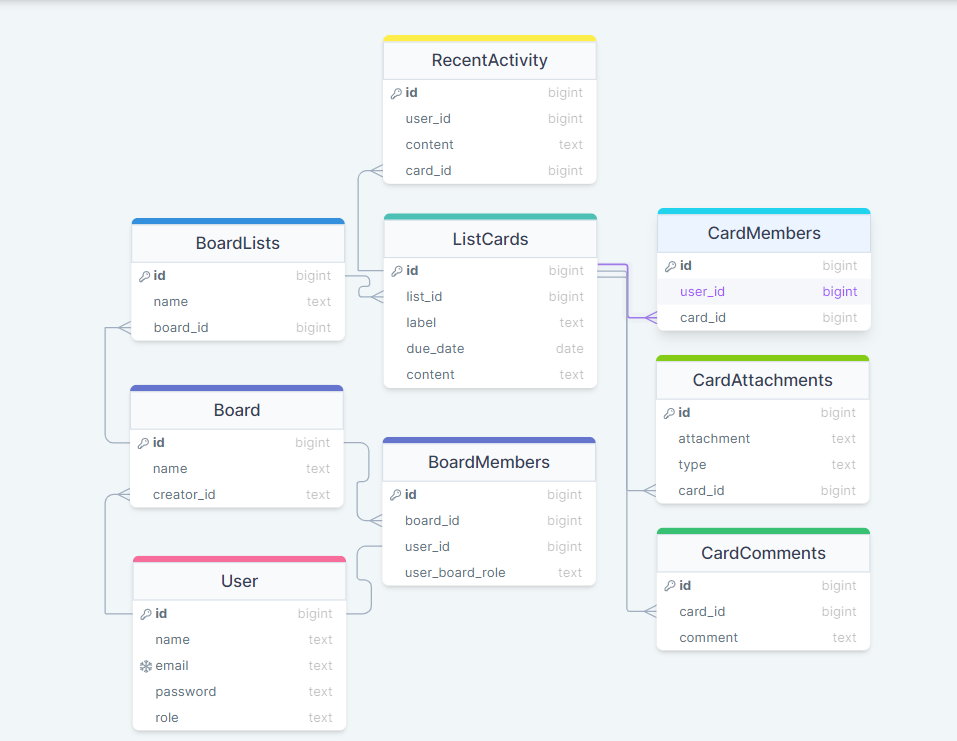 RecentActivity
id bigint
user_id bigint
content text
card_id bigint
BoardLists
id bigint
name text
board_id bigint
ListCards
id bigint
list_id bigint
label text
due_date date
content text
CardMembers
id bigint
user_id bigint
card_id bigint
CardAttachments
id bigint
attachment text
type text
card_id bigint
Board
id bigint
name text
creator_id text
BoardMembers
id bigint
board_id bigint
user_id bigint
user_board_role text
CardComments
id bigint
card_id bigint
comment text
User
id bigint
name text
email text
password text
role text